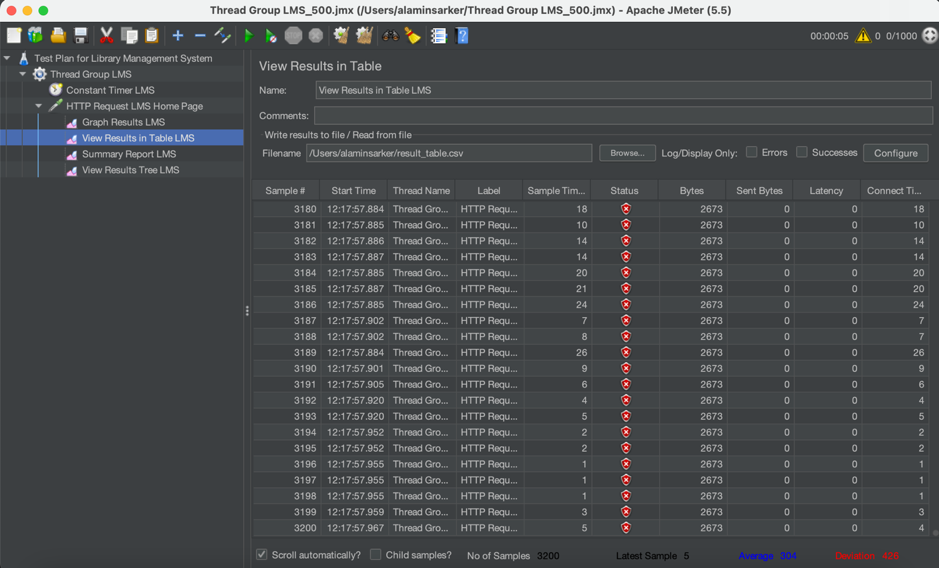 Thread Group LMS_500.jmx (/Users/alaminsarker/Thread Group LMS_500.jmx) - Apache JMeter (5.5)
00:00:05 0 0/1000
Test Plan for Library Management System
Thread Group LMS
Constant Timer LMS
HTTP Request LMS Home Page
Graph Results LMS
View Results in Table LMS
Summary Report LMS
View Results Tree LMS
View Results in Table
Name: View Results in Table LMS
Comments:
Write results to file / Read from file
Filename /Users/alaminsarker/result_table.csv Browse... Log/Display Only: Errors Successes Configure
Sample # Start Time Thread Name Label Sample Tim... Status Bytes Sent Bytes Latency Connect Ti...
3180 12:17:57.884 Thread Gro... HTTP Requ... 18 2673 0 0 18
3181 12:17:57.885 Thread Gro... HTTP Requ... 10 2673 0 0 10
3182 12:17:57.886 Thread Gro... HTTP Requ... 14 2673 0 0 14
3183 12:17:57.887 Thread Gro... HTTP Requ... 14 2673 0 0 14
3184 12:17:57.885 Thread Gro... HTTP Requ... 20 2673 0 0 20
3185 12:17:57.887 Thread Gro... HTTP Requ... 21 2673 0 0 20
3186 12:17:57.885 Thread Gro... HTTP Requ... 24 2673 0 0 24
3187 12:17:57.902 Thread Gro... HTTP Requ... 7 2673 0 0 7
3188 12:17:57.902 Thread Gro... HTTP Requ... 8 2673 0 0 7
3189 12:17:57.884 Thread Gro... HTTP Requ... 26 2673 0 0 26
3190 12:17:57.901 Thread Gro... HTTP Requ... 9 2673 0 0 9
3191 12:17:57.905 Thread Gro... HTTP Requ... 6 2673 0 0 6
3192 12:17:57.920 Thread Gro... HTTP Requ... 4 2673 0 0 4
3193 12:17:57.920 Thread Gro... HTTP Requ... 5 2673 0 0 5
3194 12:17:57.952 Thread Gro... HTTP Requ... 2 2673 0 0 2
3195 12:17:57.952 Thread Gro... HTTP Requ... 2 2673 0 0 2
3196 12:17:57.955 Thread Gro... HTTP Requ... 1 2673 0 0 1
3197 12:17:57.955 Thread Gro... HTTP Requ... 1 2673 0 0 1
3198 12:17:57.955 Thread Gro... HTTP Requ... 1 2673 0 0 1
3199 12:17:57.959 Thread Gro... HTTP Requ... 3 2673 0 0 3
3200 12:17:57.967 Thread Gro... HTTP Requ... 5 2673 0 0 4
Scroll automatically? Child samples? No of Samples 3200 Latest Sample 5 Average 304 Deviation 426